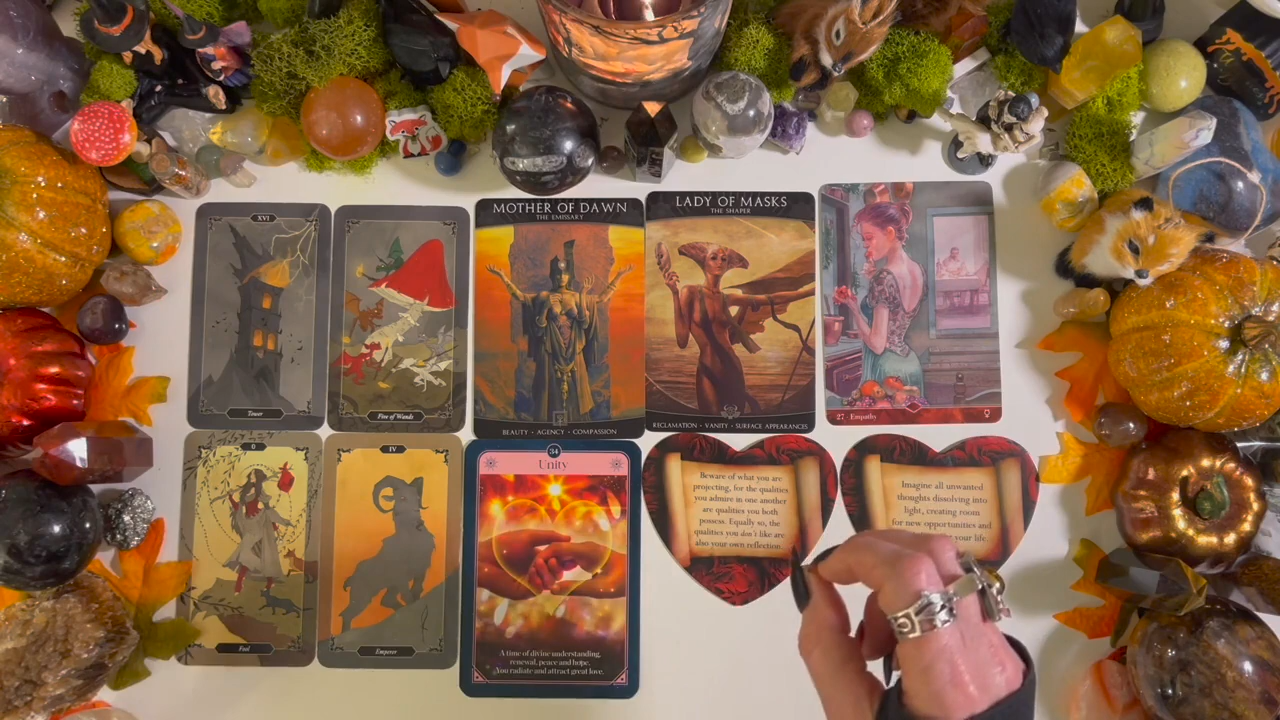 XVI
Tower
Five of Wands
MOTHER OF DAWN
THE EMISSARY
BEAUTY • AGENCY • COMPASSION
LADY OF MASKS
THE SHAPER
RECLAMATION • VANITY • SURFACE APPEARANCES
27 • Empathy
0
Fool
IV
Emperor
34
Unity
A time of divine understanding,
renewal, peace and hope.
You radiate and attract great love.
Beware of what you are
projecting, for the qualities
you admire in one another
are qualities you both
possess. Equally so, the
qualities you don't like are
also your own reflection.
Imagine all unwanted
thoughts dissolving into
light, creating room
for new opportunities and
your life.